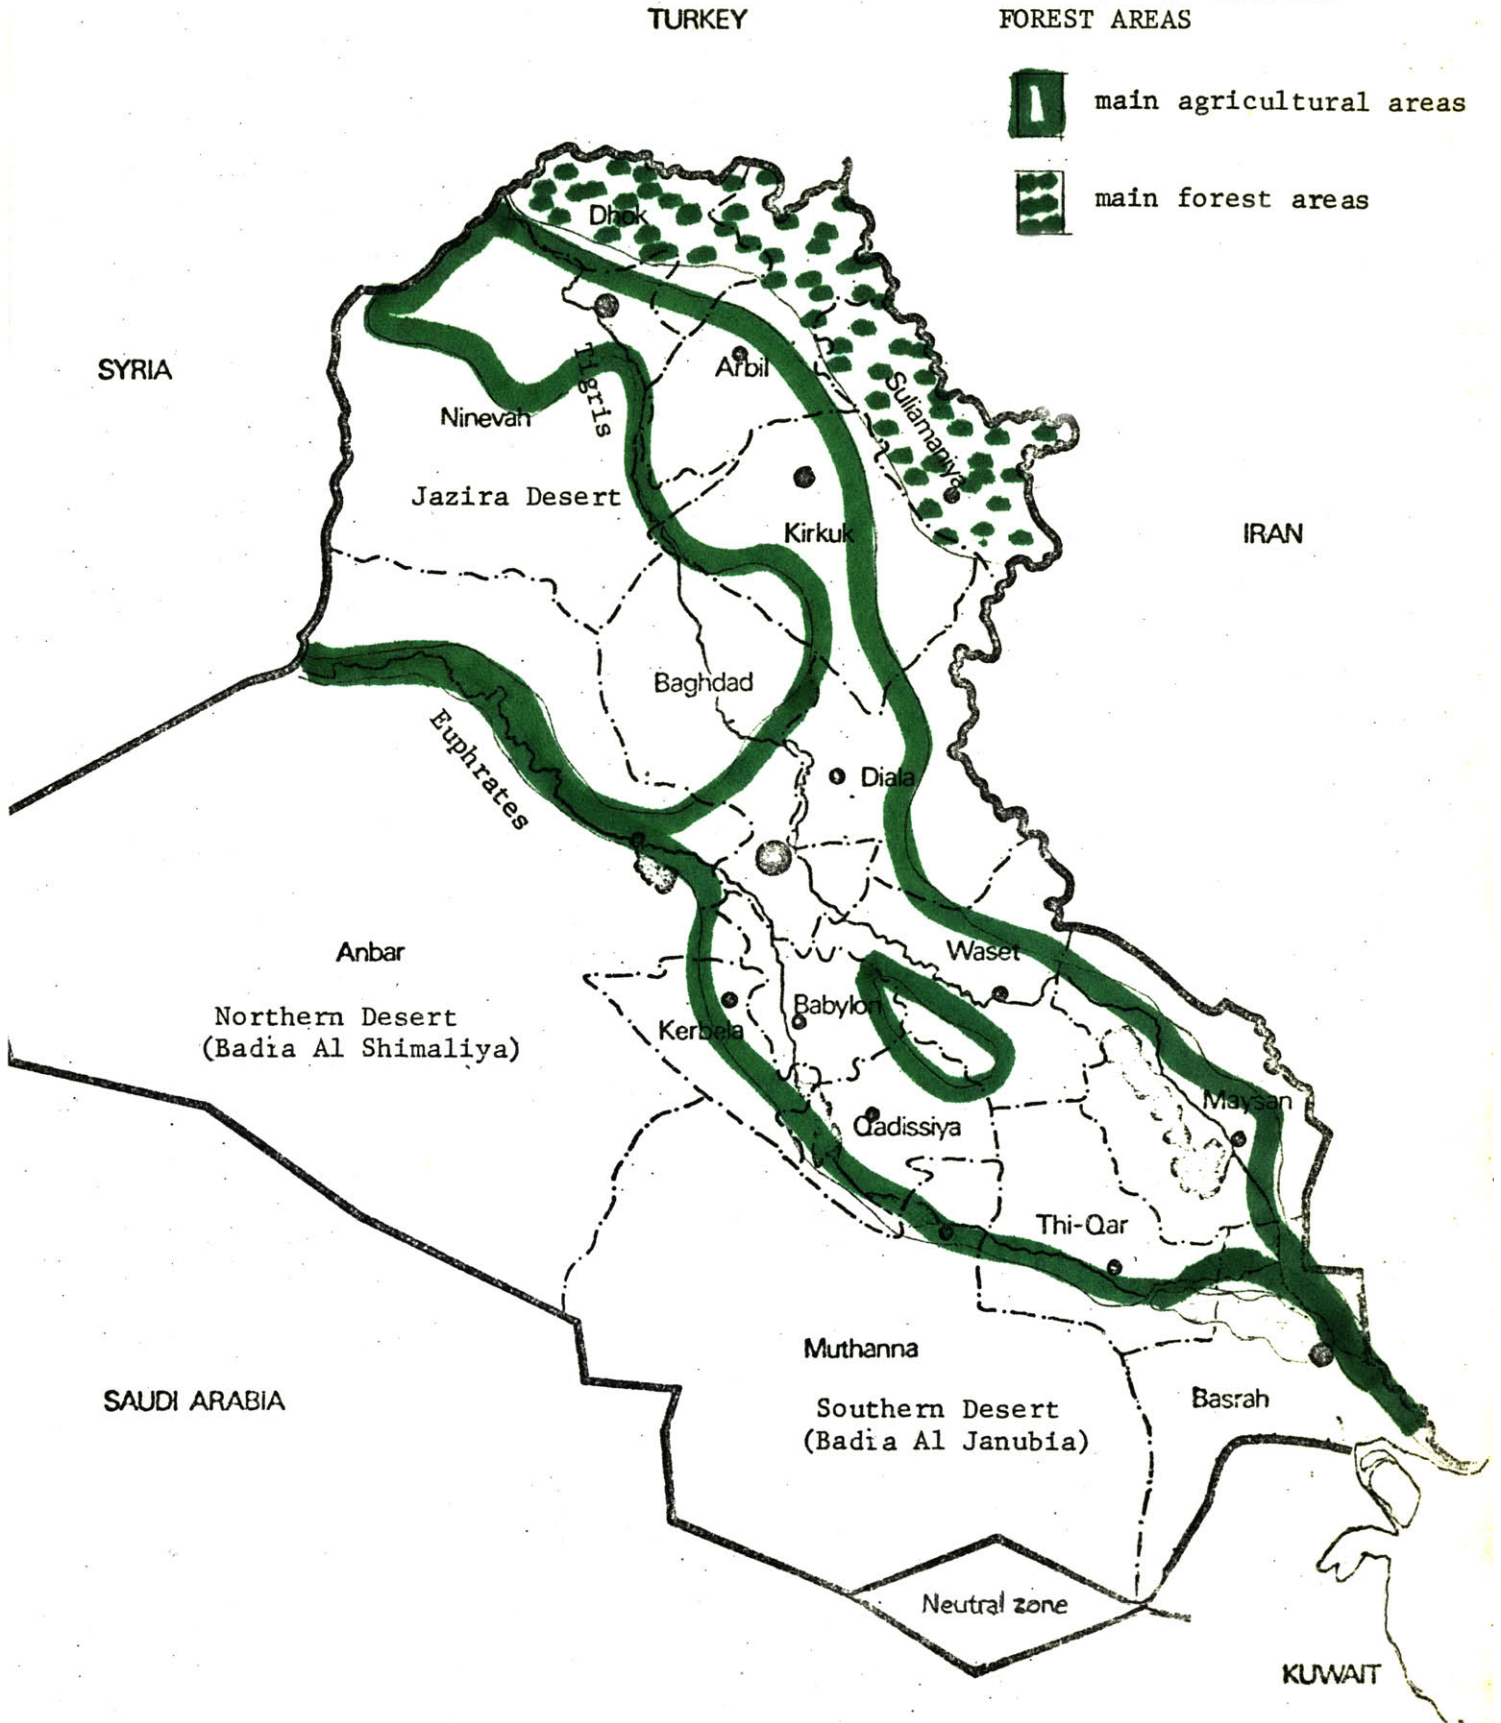 TURKEY
FOREST AREAS
main agricultural areas
main forest areas
Dhok
SYRIA
Tigris
Arbil
Suliamaniya
Ninevah
Jazira Desert
Kirkuk
IRAN
Baghdad
Euphrates
Diala
Anbar
Waset
Northern Desert
(Badia Al Shimaliya)
Babylon
Kerbela
Maysan
Qadissiya
Thi-Qar
Muthanna
SAUDI ARABIA
Southern Desert
(Badia Al Janubia)
Basrah
Neutral zone
KUWAIT